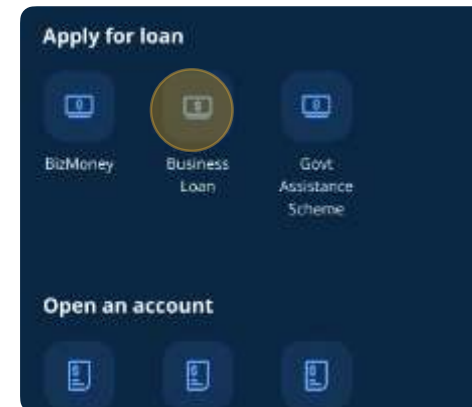 Apply for loan
BizMoney
Business
Loan
Govt
Assistance
Scheme
Open an account